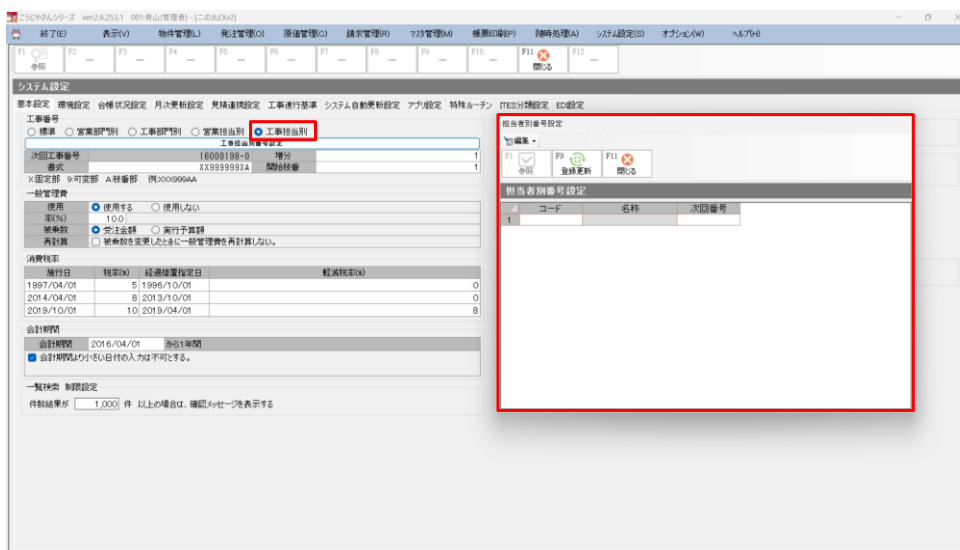 こうじやさんシリーズ ver:2.6.253.1 001:青山(管理者) - [二の丸EXv2]
終了(E) 表示(V) 物件管理(L) 発注管理(O) 原価管理(C) 請求管理(R) マスタ管理(M) 帳票印刷(P) 随時処理(A) システム設定(S) オプション(W) ヘルプ(H)
F1 F2 F3 F4 F5 F6 F7 F8 F9 F10 F11 F12
参照 閉じる
システム設定
基本設定 環境設定 台帳状況設定 月次更新設定 見積連携設定 工事進行基準 システム自動更新設定 アプリ設定 特殊ルーチン ITES分類設定 EDI設定
工事番号
標準 営業部門別 工事部門別 営業担当別 工事担当別
工事担当別番号設定
次回工事番号 16000198-0 増分 1
書式 XX999999XA 開始枝番 1
X:固定部 9:可変部 A:枝番部 例:XXX999AA
一般管理費
使用 使用する 使用しない
率(%) 10.0
被乗数 受注金額 実行予算額
再計算 被乗数を変更したときに一般管理費を再計算しない。
消費税率
施行日 税率(%) 経過措置指定日 軽減税率(%)
1997/04/01 5 1996/10/01 0
2014/04/01 8 2013/10/01 0
2019/10/01 10 2019/04/01 8
会計期間
会計期間 2016/04/01 から1年間
会計期間より小さい日付の入力は不可とする。
一覧検索 制限設定
件数結果が 1,000 件 以上の場合は、確認メッセージを表示する
担当者別番号設定
編集
F1 F9 F11
参照 登録更新 閉じる
担当者別番号設定
コード 名称 次回番号
1